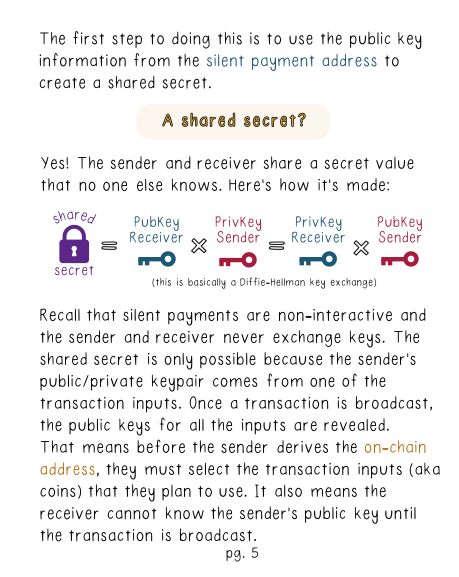 The first step to doing this is to use the public key
information from the silent payment address to
create a shared secret.
A shared secret?
Yes! The sender and receiver share a secret value
that no one else knows. Here's how it's made:
shared
secret
=
PubKey
Receiver
×
PrivKey
Sender
=
PrivKey
Receiver
×
PubKey
Sender
(this is basically a Diffie-Hellman key exchange)
Recall that silent payments are non-interactive and
the sender and receiver never exchange keys. The
shared secret is only possible because the sender's
public/private keypair comes from one of the
transaction inputs. Once a transaction is broadcast,
the public keys for all the inputs are revealed.
That means before the sender derives the on-chain
address, they must select the transaction inputs (aka
coins) that they plan to use. It also means the
receiver cannot know the sender's public key until
the transaction is broadcast.
pg. 5